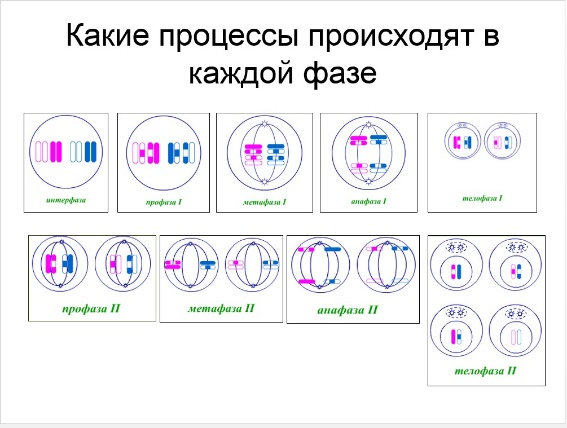 Какие процессы происходят в
каждой фазе
интерфаза
профаза I
метафаза I
анафаза I
телофаза I
профаза II
метафаза II
анафаза II
телофаза II